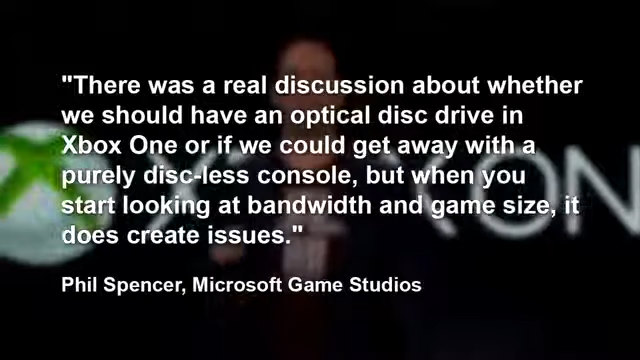 "There was a real discussion about whether
we should have an optical disc drive in
Xbox One or if we could get away with a
purely disc-less console, but when you
start looking at bandwidth and game size, it
does create issues."
Phil Spencer, Microsoft Game Studios